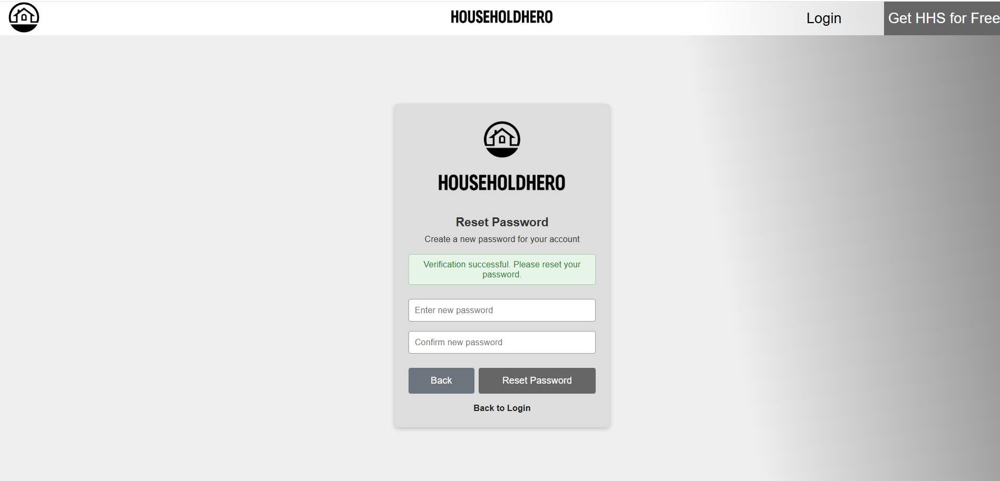 HOUSEHOLDHERO
Login
Get HHS for Free
HOUSEHOLDHERO
Reset Password
Create a new password for your account
Verification successful. Please reset your
password.
Enter new password
Confirm new password
Back
Reset Password
Back to Login